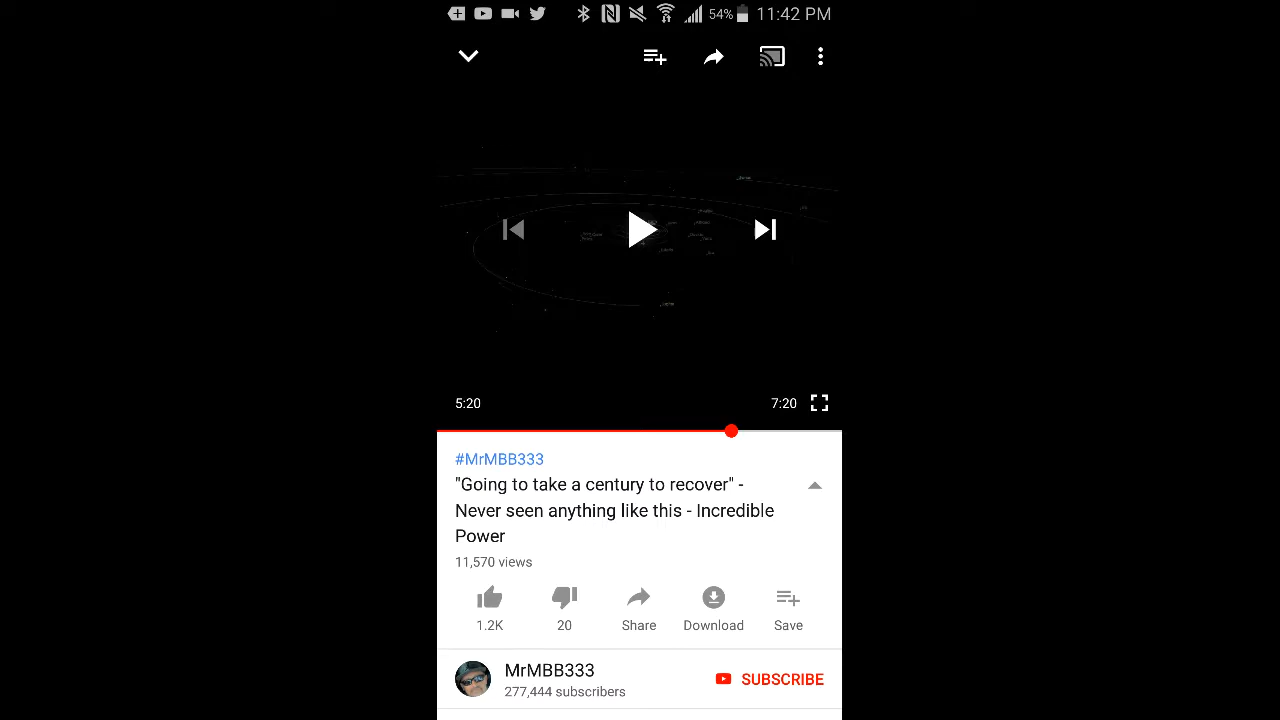 54% 11:42 PM
5:20 7:20
#MrMBB333
"Going to take a century to recover" -
Never seen anything like this - Incredible
Power
11,570 views
1.2K 20 Share Download Save
MrMBB333
277,444 subscribers
SUBSCRIBE